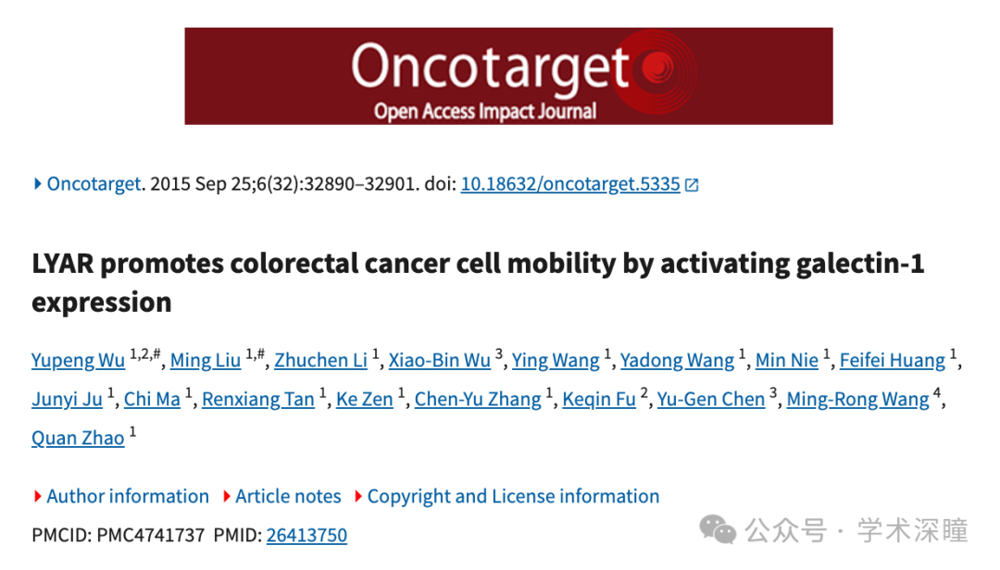 Oncotarget
Open Access Impact Journal
Oncotarget. 2015 Sep 25;6(32):32890–32901. doi: 10.18632/oncotarget.5335
LYAR promotes colorectal cancer cell mobility by activating galectin-1
expression
Yupeng Wu 1,2,#, Ming Liu 1,#, Zhuchen Li 1, Xiao-Bin Wu 3, Ying Wang 1, Yadong Wang 1, Min Nie 1, Feifei Huang 1,
Junyi Ju 1, Chi Ma 1, Renxiang Tan 1, Ke Zen 1, Chen-Yu Zhang 1, Keqin Fu 2, Yu-Gen Chen 3, Ming-Rong Wang 4,
Quan Zhao 1
Author information Article notes Copyright and License information
PMCID: PMC4741737 PMID: 26413750
公众号 · 学术深瞳